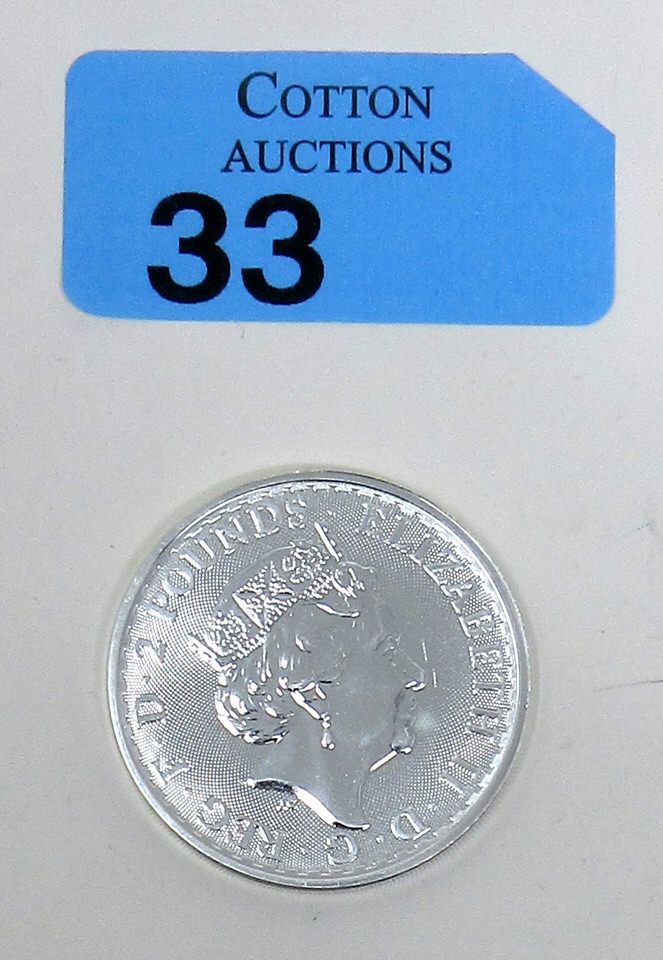 COTTON
AUCTIONS
33
ELIZABETH II · D · G · REG · F · D · 2 POUNDS ·